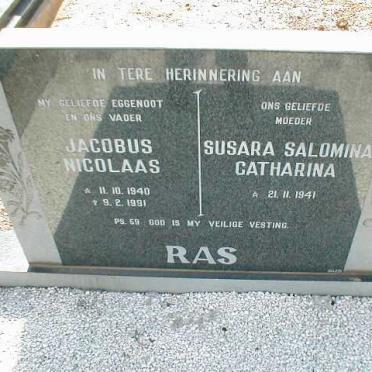 IN TERE HERINNERING AAN
MY GELIEFDE EGGENOOT
EN ONS VADER
JACOBUS
NICOLAAS
* 11. 10. 1940
† 9. 2. 1991
ONS GELIEFDE
MOEDER
SUSARA SALOMINA
CATHARINA
* 21. 11. 1941
PS. 59 GOD IS MY VEILIGE VESTING.
RAS